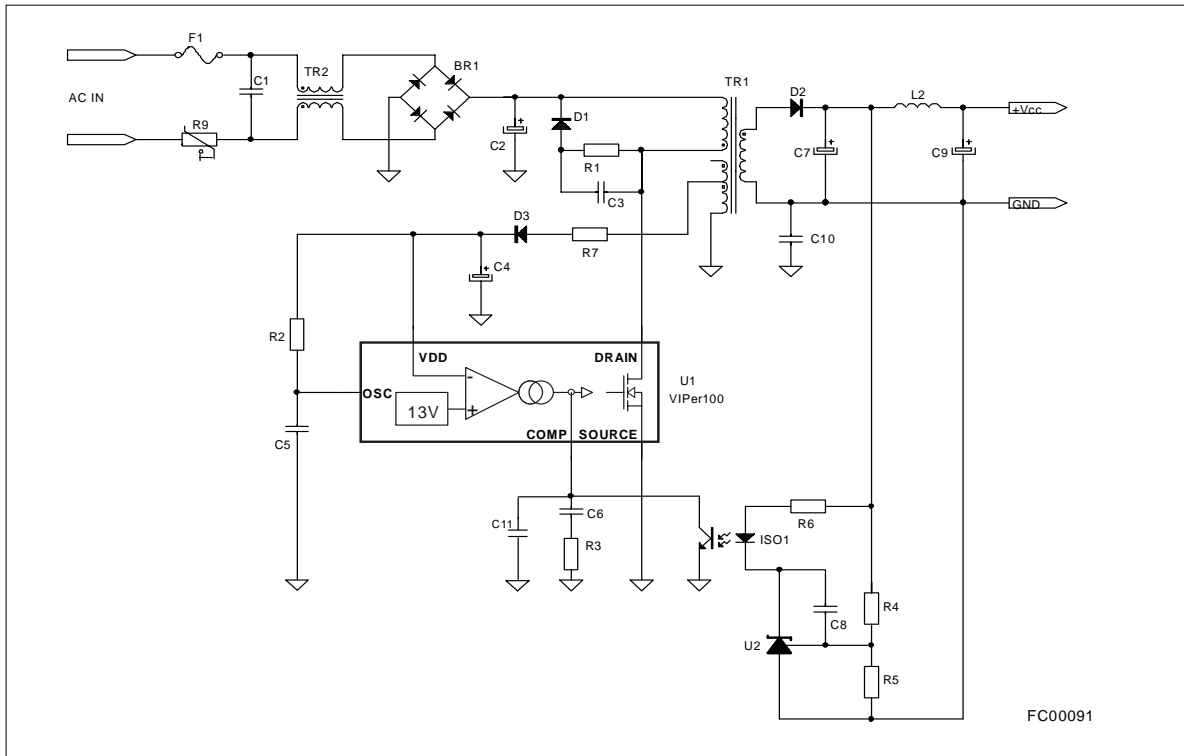 F1
TR2
BR1
C1
AC IN
R9
C2
D1
R1
C3
TR1
D2
L2
+Vcc
C7
C9
GND
C10
D3
R7
C4
R2
VDD
DRAIN
OSC
13V
U1
VIPer100
COMP
SOURCE
C5
C11
C6
R3
R6
ISO1
C8
R4
U2
R5
FC00091